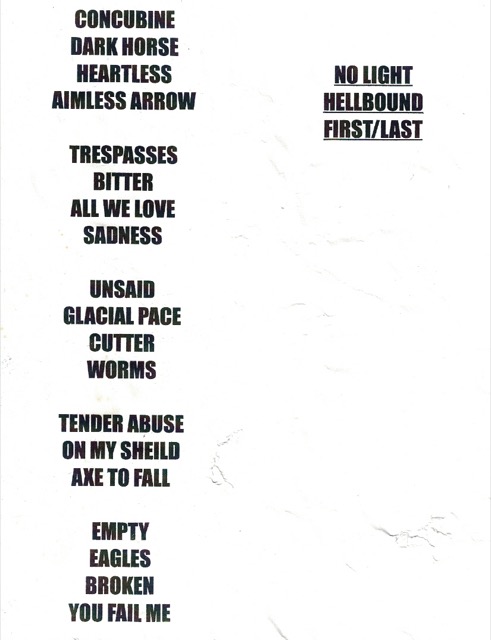 CONCUBINE
DARK HORSE
HEARTLESS
AIMLESS ARROW
TRESPASSES
BITTER
ALL WE LOVE
SADNESS
UNSAID
GLACIAL PACE
CUTTER
WORMS
TENDER ABUSE
ON MY SHEILD
AXE TO FALL
EMPTY
EAGLES
BROKEN
YOU FAIL ME
NO LIGHT
HELLBOUND
FIRST/LAST